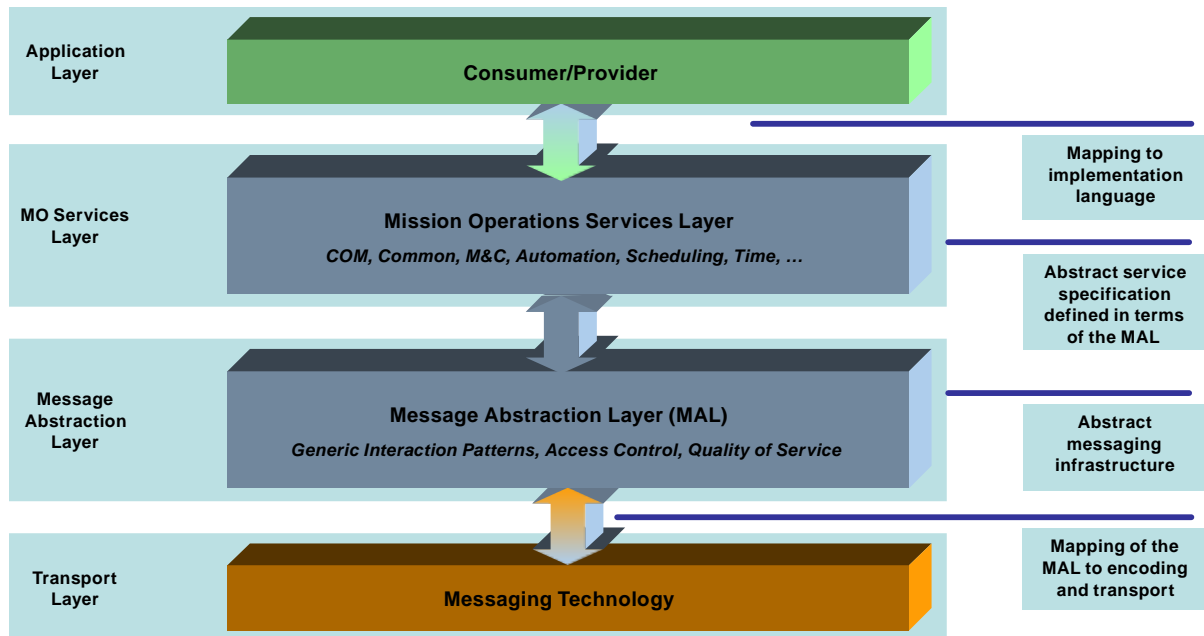 Application
Layer
Consumer/Provider
Mapping to
implementation
language
MO Services
Layer
Mission Operations Services Layer
COM, Common, M&C, Automation, Scheduling, Time, …
Abstract service
specification
defined in terms
of the MAL
Message
Abstraction
Layer
Message Abstraction Layer (MAL)
Generic Interaction Patterns, Access Control, Quality of Service
Abstract
messaging
infrastructure
Transport
Layer
Messaging Technology
Mapping of the
MAL to encoding
and transport